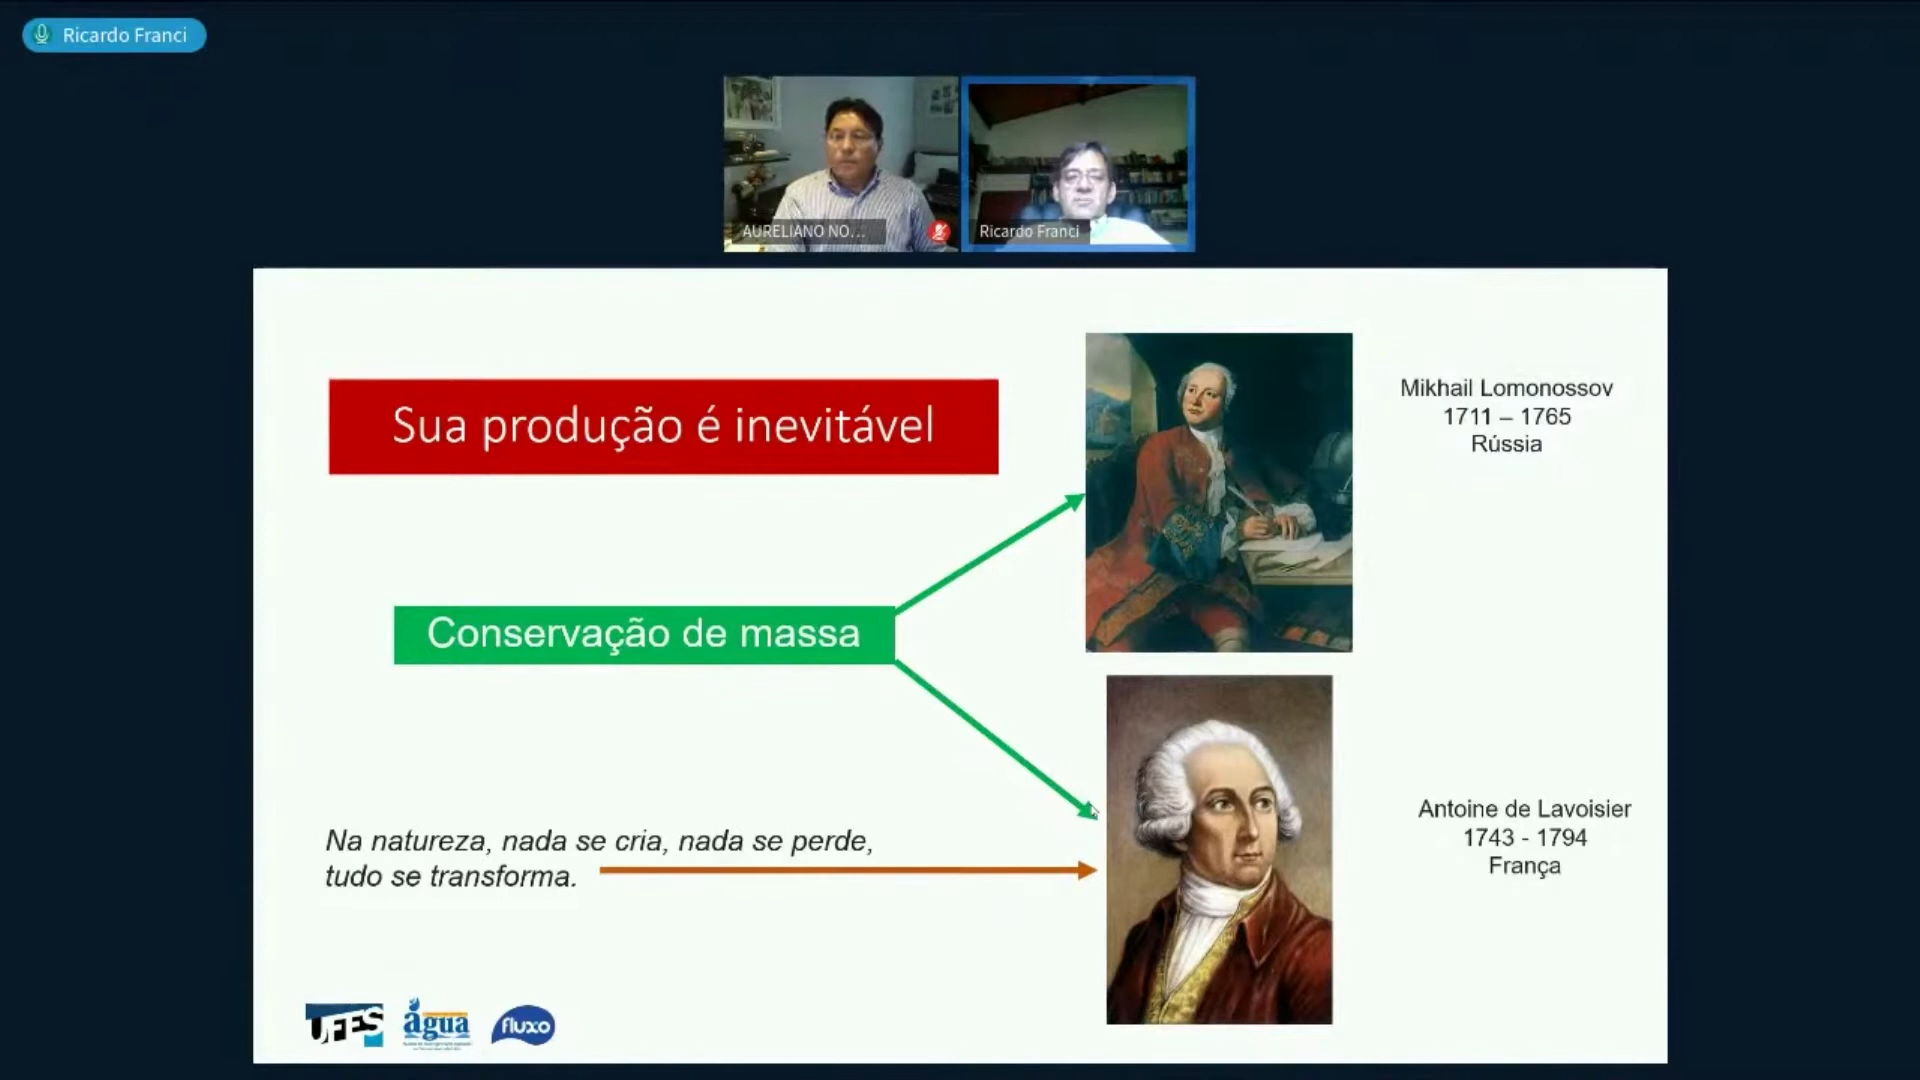 Ricardo Franci
AURELIANO NO...
Ricardo Franci
Sua produção é inevitável
Mikhail Lomonossov
1711 – 1765
Rússia
Conservação de massa
Na natureza, nada se cria, nada se perde,
tudo se transforma.
Antoine de Lavoisier
1743 - 1794
França
UFES
água
fluxo